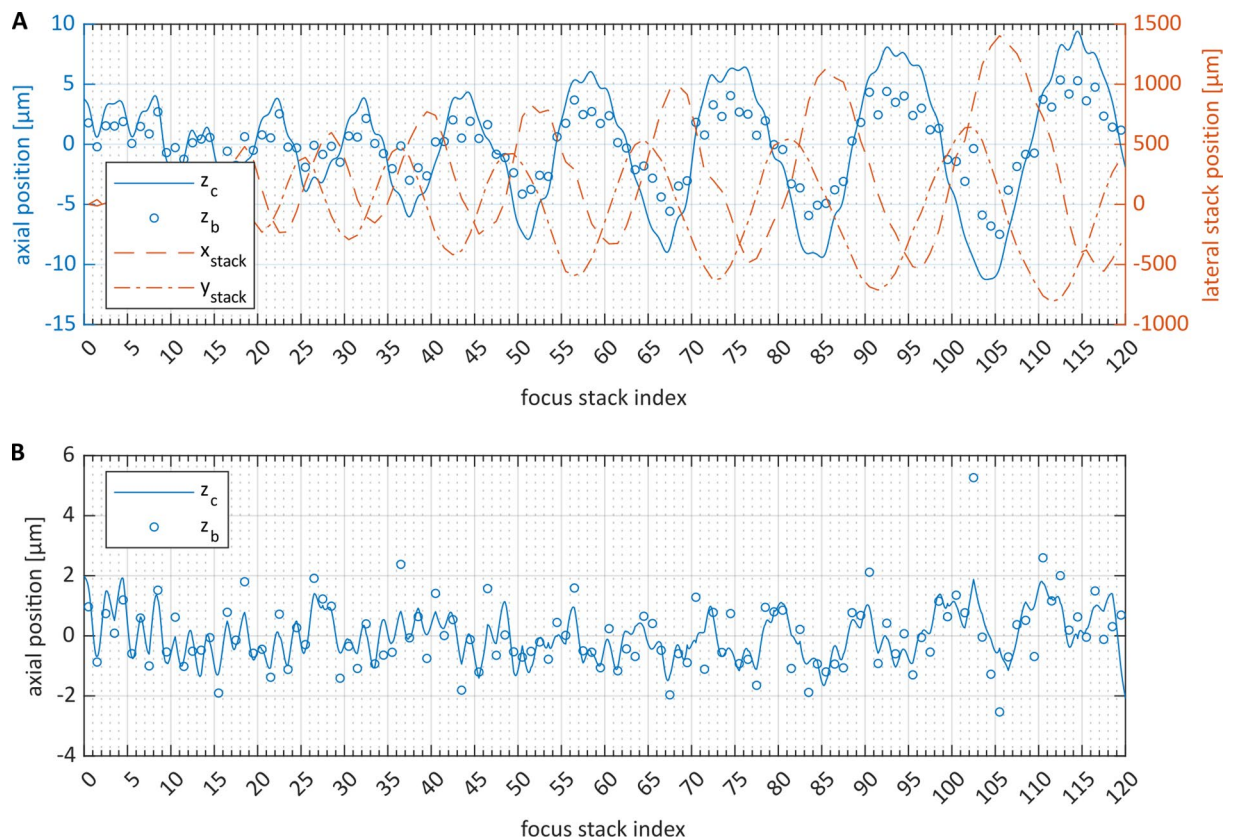 A
axial position [µm]
10
5
0
-5
-10
-15
z_c
z_b
x_stack
y_stack
1500
1000
500
0
-500
-1000
lateral stack position [µm]
0 5 10 15 20 25 30 35 40 45 50 55 60 65 70 75 80 85 90 95 100 105 110 115 120
focus stack index
B
axial position [µm]
6
4
2
0
-2
-4
z_c
z_b
0 5 10 15 20 25 30 35 40 45 50 55 60 65 70 75 80 85 90 95 100 105 110 115 120
focus stack index